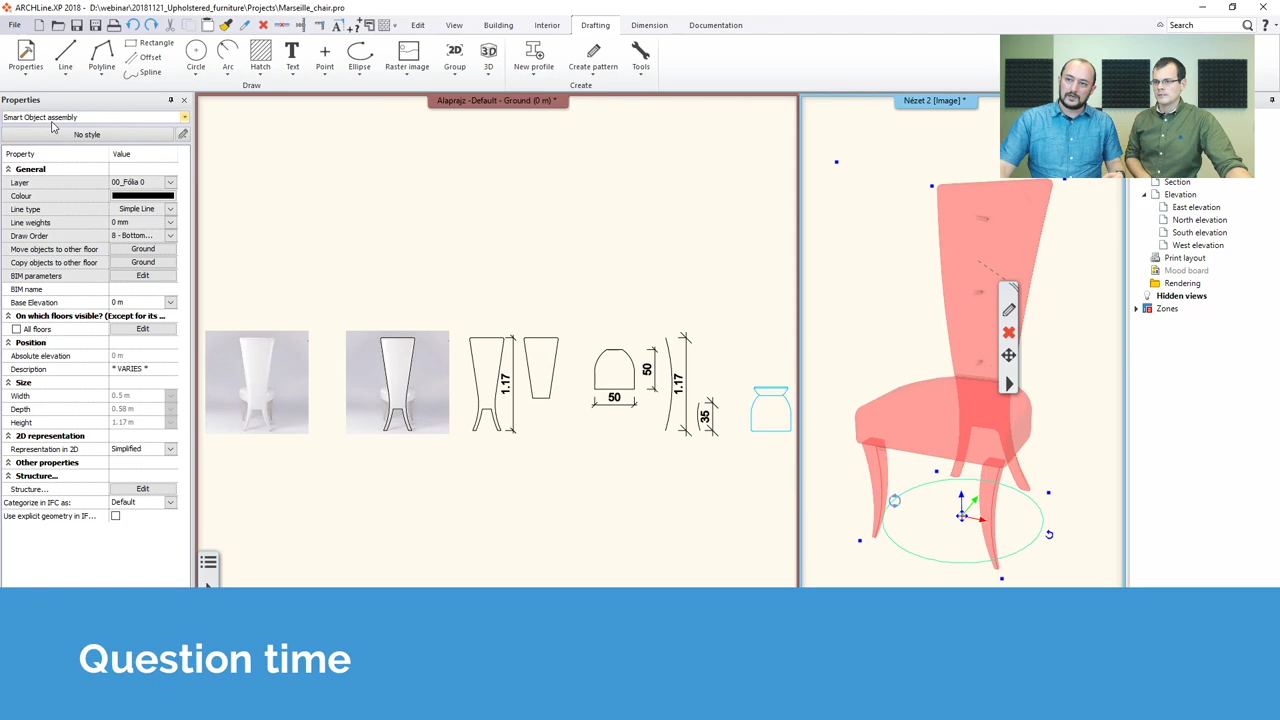 ARCHLine.XP 2018 - D:\webinar\20181121_Upholstered_furniture\Projects\Marseille_chair.pro
File
Edit View Building Interior Drafting Dimension Documentation
Search
Properties
Line
Polyline
Rectangle
Offset
Spline
Circle
Arc
Hatch
Text
Point
Ellipse
Raster image
Group
3D
New profile
Create pattern
Tools
2D
3D
Draw
Create
Properties
Smart Object assembly
No style
Property Value
General
Layer 00_Fólia 0
Colour
Line type Simple Line
Line weights 0 mm
Draw Order 8 - Bottom...
Move objects to other floor Ground
Copy objects to other floor Ground
BIM parameters Edit
BIM name
Base Elevation 0 m
On which floors visible? (Except for its ...
All floors Edit
Position
Absolute elevation 0 m
Description * VARIES *
Size
Width 0.5 m
Depth 0.58 m
Height 1.17 m
2D representation
Representation in 2D Simplified
Other properties
Structure...
Structure... Edit
Categorize in IFC as: Default
Use explicit geometry in IF...
Alaprajz -Default - Ground (0 m) *
1.17
50
50
1.17
35
Nézet 2 [Image] *
Section
Elevation
East elevation
North elevation
South elevation
West elevation
Print layout
Mood board
Rendering
Hidden views
Zones
Question time